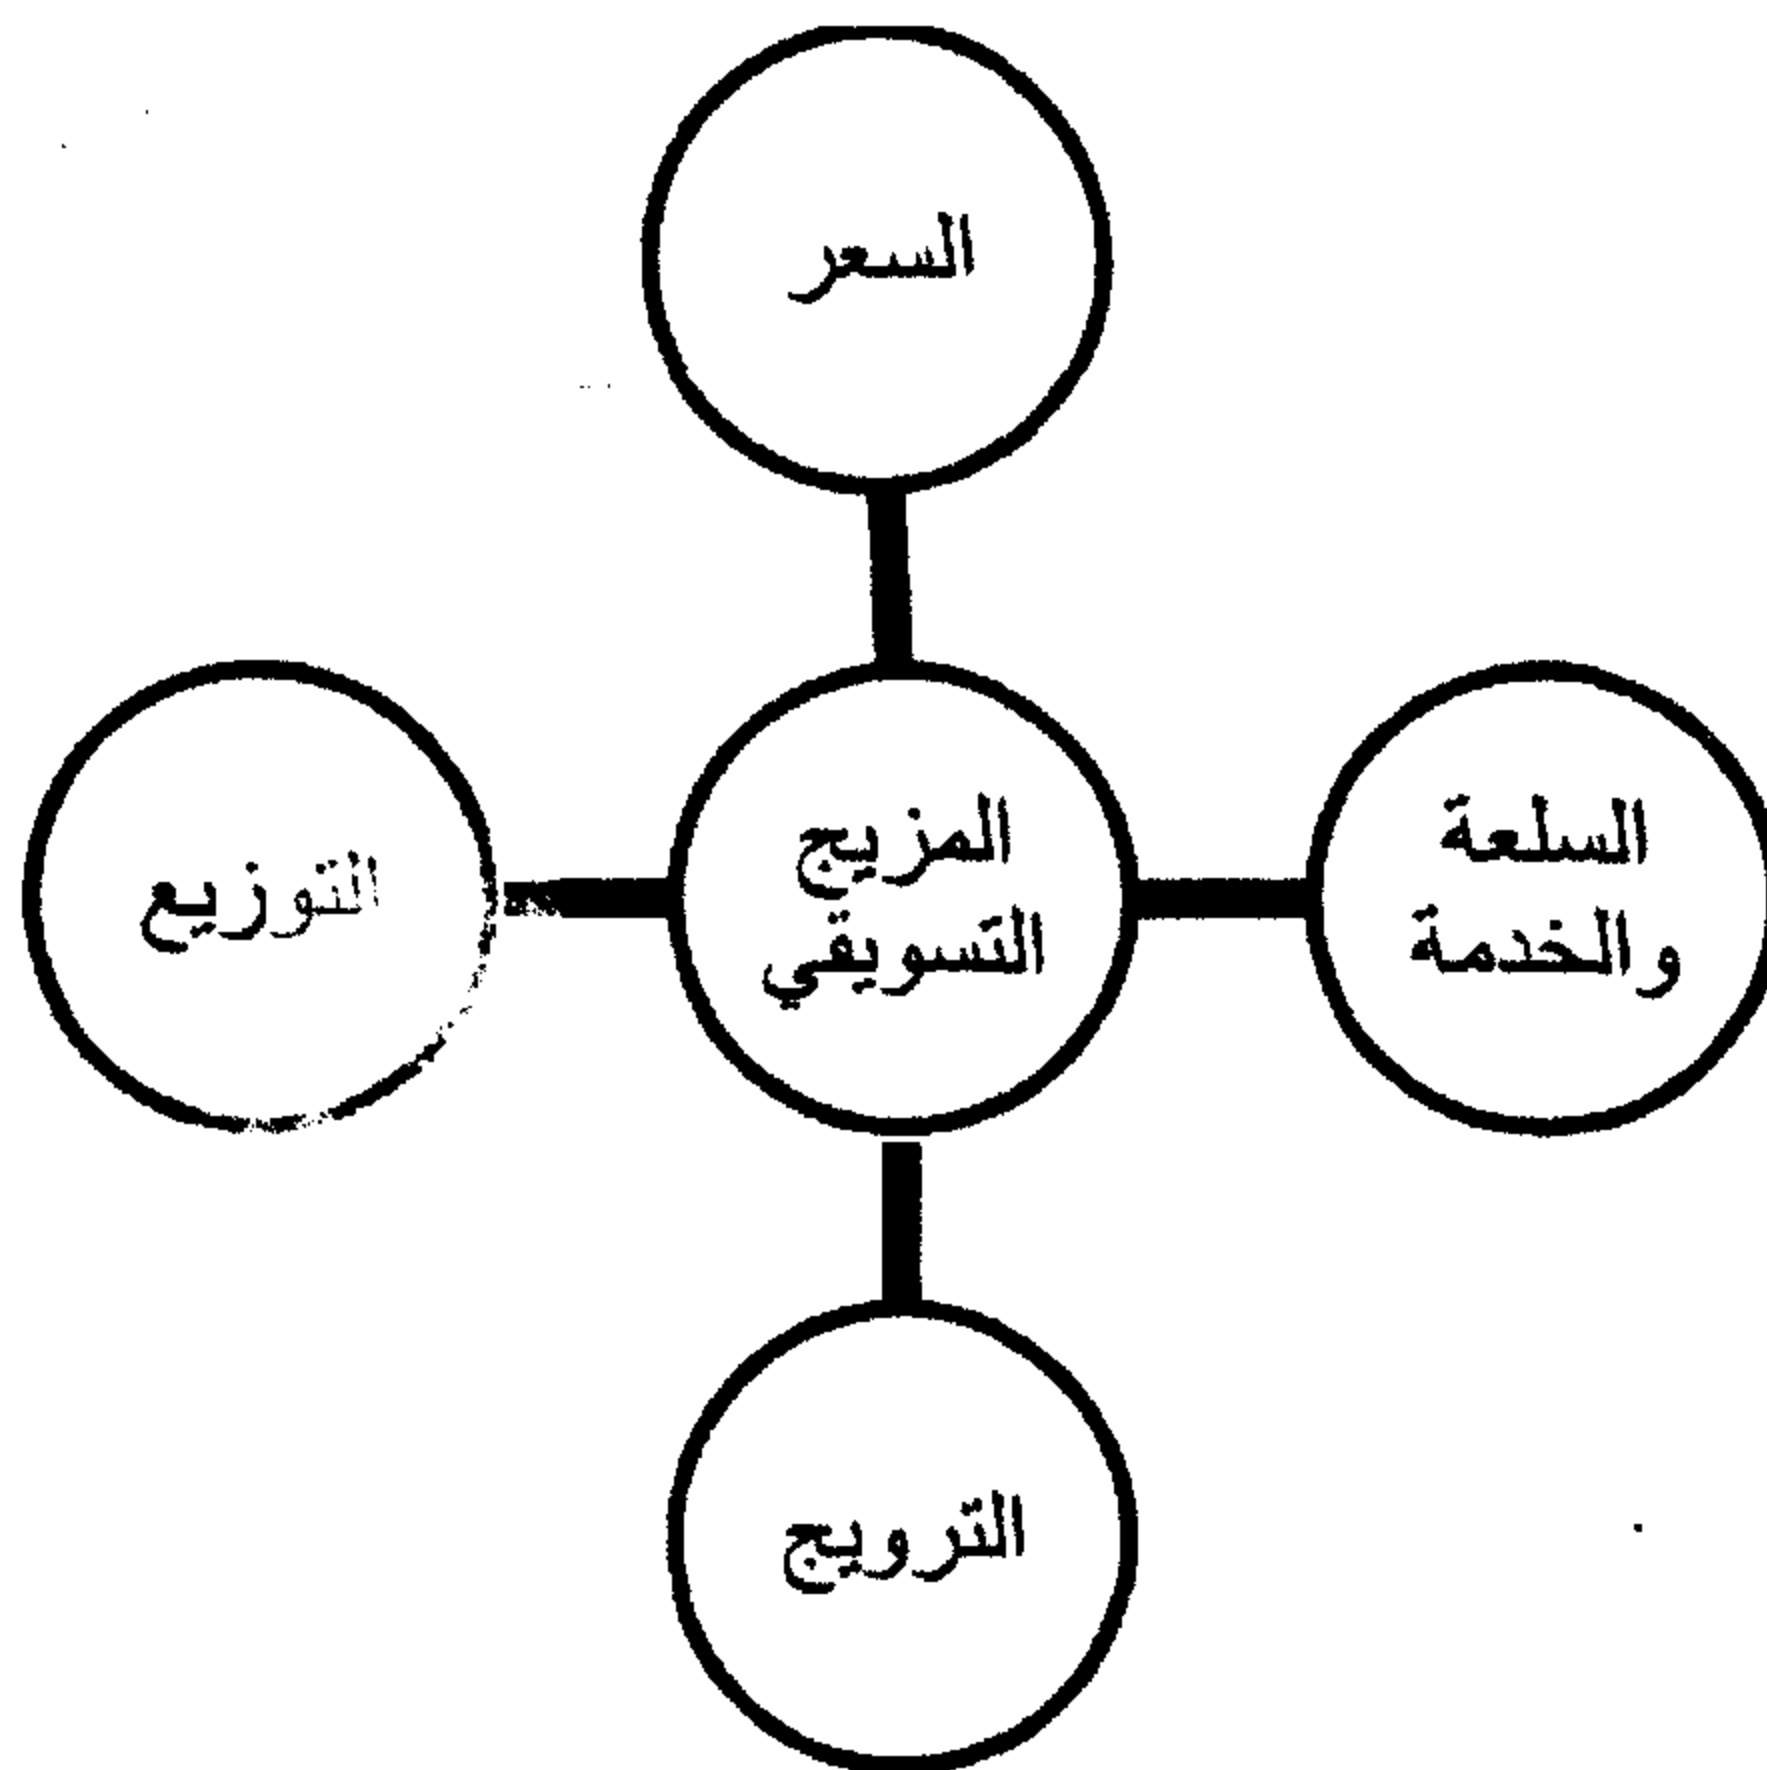 السعر
السلعة
والخدمة
المزيج
التسويقي
التوزيع
الترويج